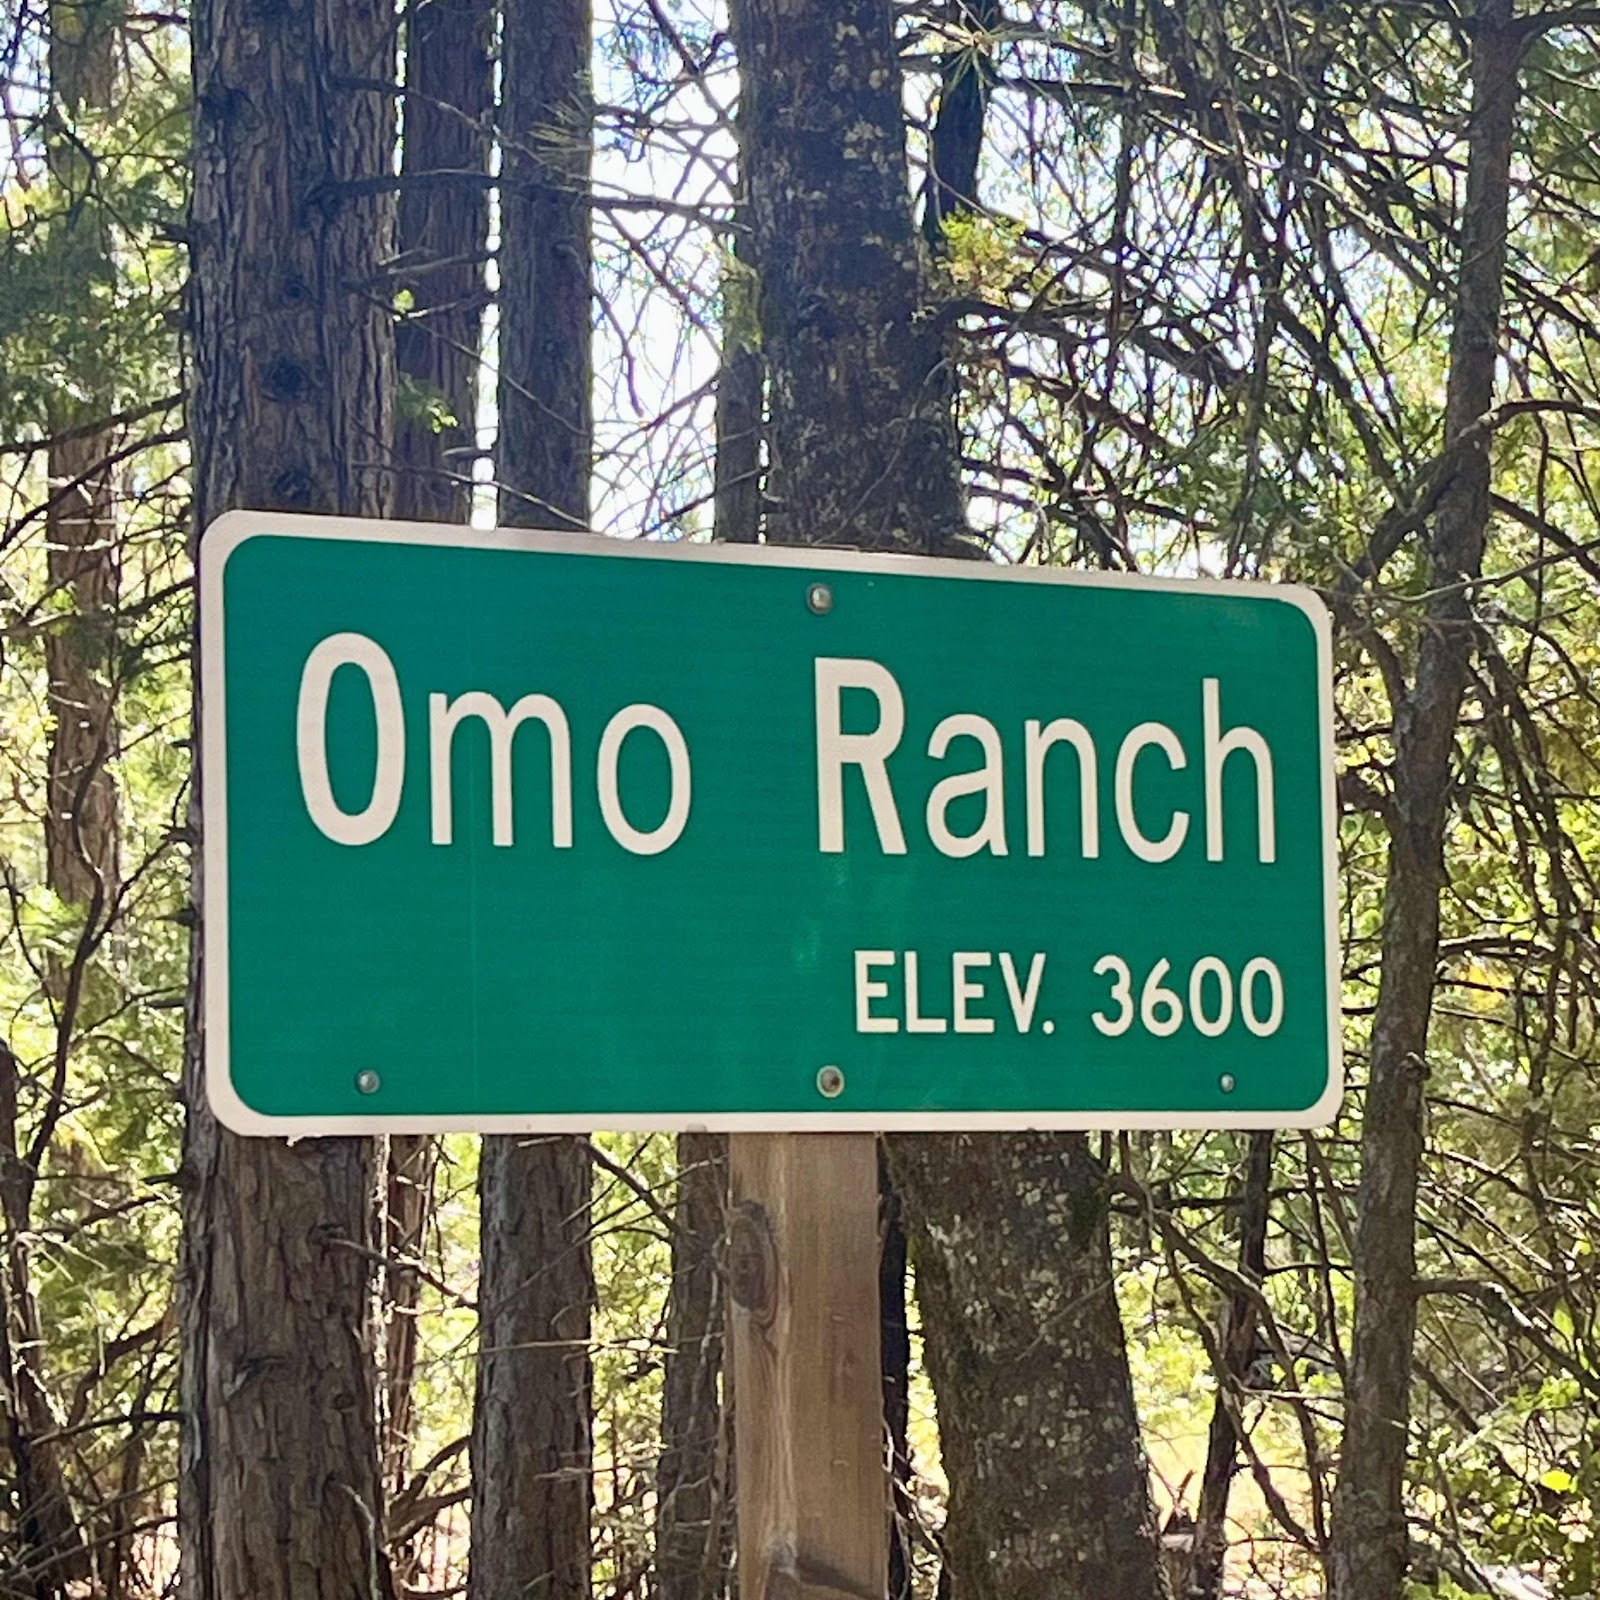 Omo Ranch
ELEV. 3600